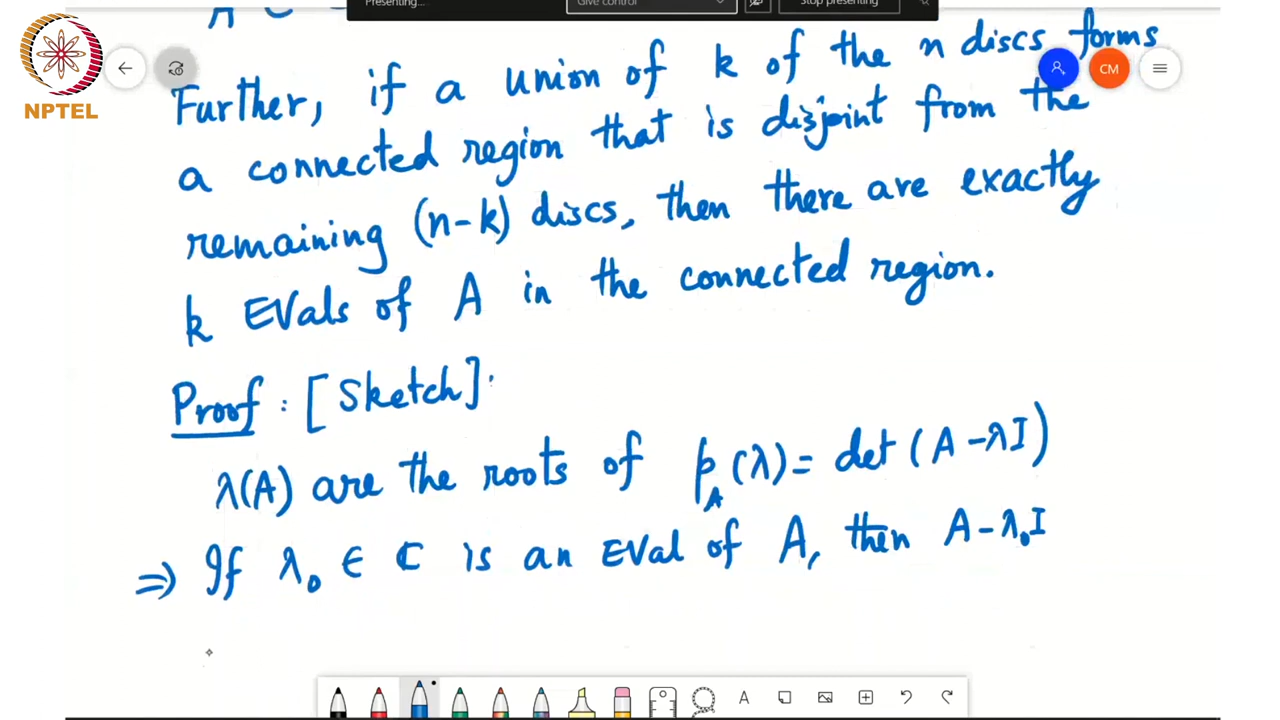 Presenting...
Give control
Stop presenting
Further, if a union of k of the n discs forms
a connected region that is disjoint from the
remaining (n-k) discs, then there are exactly
k EVals of A in the connected region.
Proof : [Sketch].
λ(A) are the roots of p_A(λ) = det (A-λI)
⇒ If λ₀ ∈ ℂ is an EVal of A, then A-λ₀I
NPTEL
CM
A